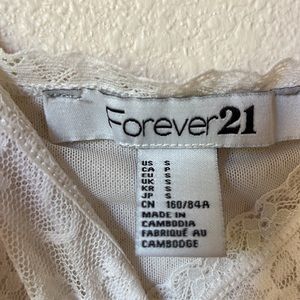 Forever21
US S
CA P
EU S
UK S
KR S
JP S
CN 160/84A
MADE IN
CAMBODIA
FABRIQUÉ AU
CAMBODGE